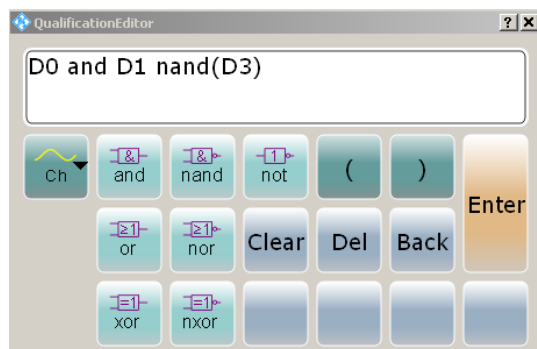 QualificationEditor
? X
D0 and D1 nand(D3)
& & 1
Ch and nand not ( )
Enter
≥1 ≥1
or nor Clear Del Back
=1 =1
xor nxor